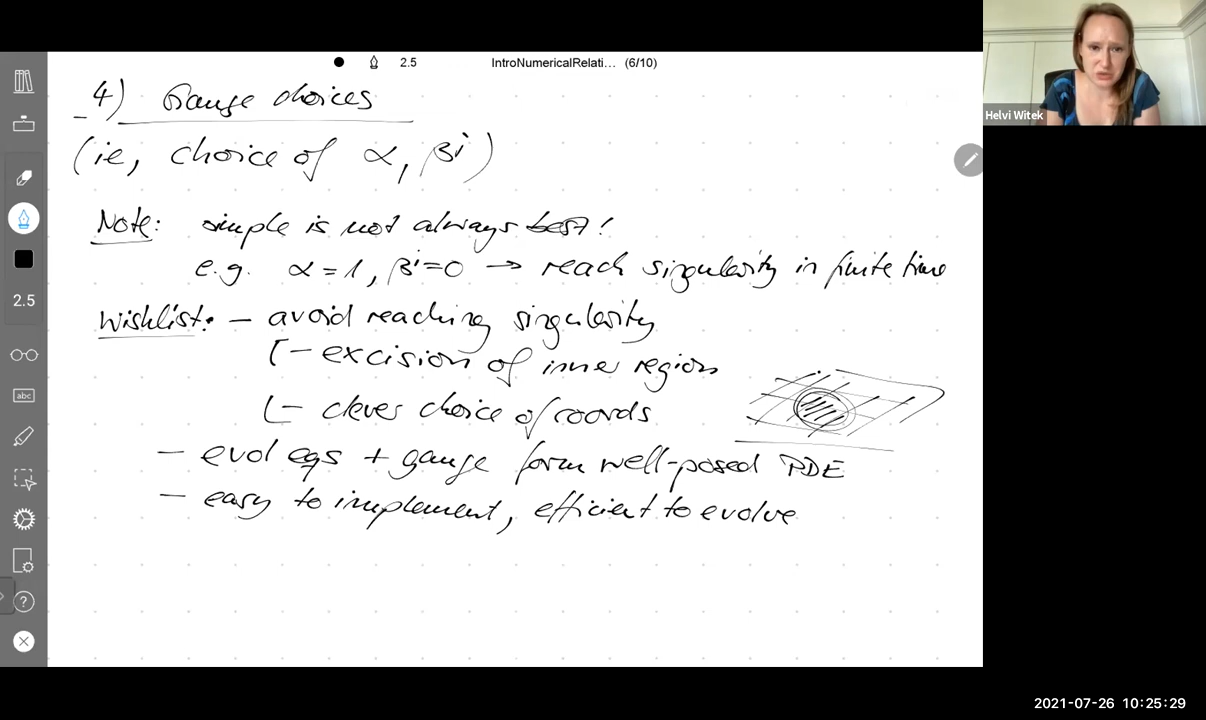 2.5 IntroNumericalRelati... (6/10)
4) Gauge choices
(ie, choice of α, βⁱ)
Note: simple is not always best!
e.g. α = 1, βⁱ=0 → reach singularity in finite time
Wishlist: - avoid reaching singularity
- excision of inner region
- clever choice of coords
- evol eqs + gauge form well-posed PDE
- easy to implement, efficient to evolve
2.5
abc
Helvi Witek
2021-07-26 10:25:29